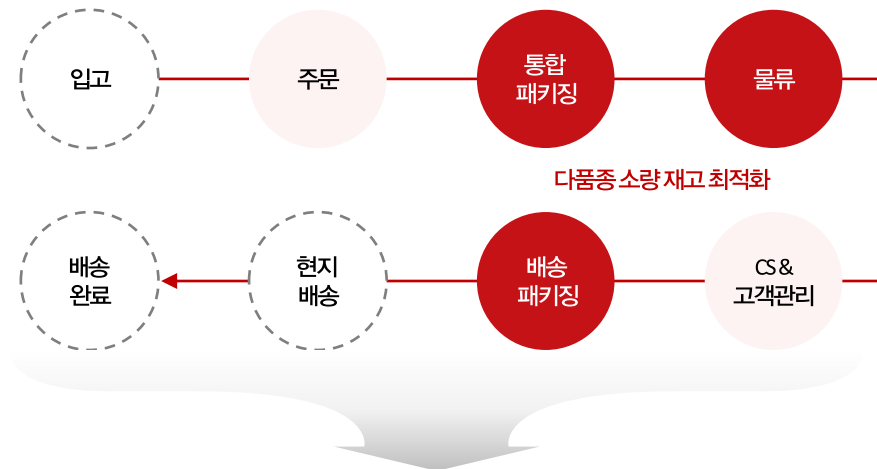 입고
주문
통합
패키징
물류
다품종 소량 재고 최적화
배송
완료
현지
배송
배송
패키징
CS &
고객관리